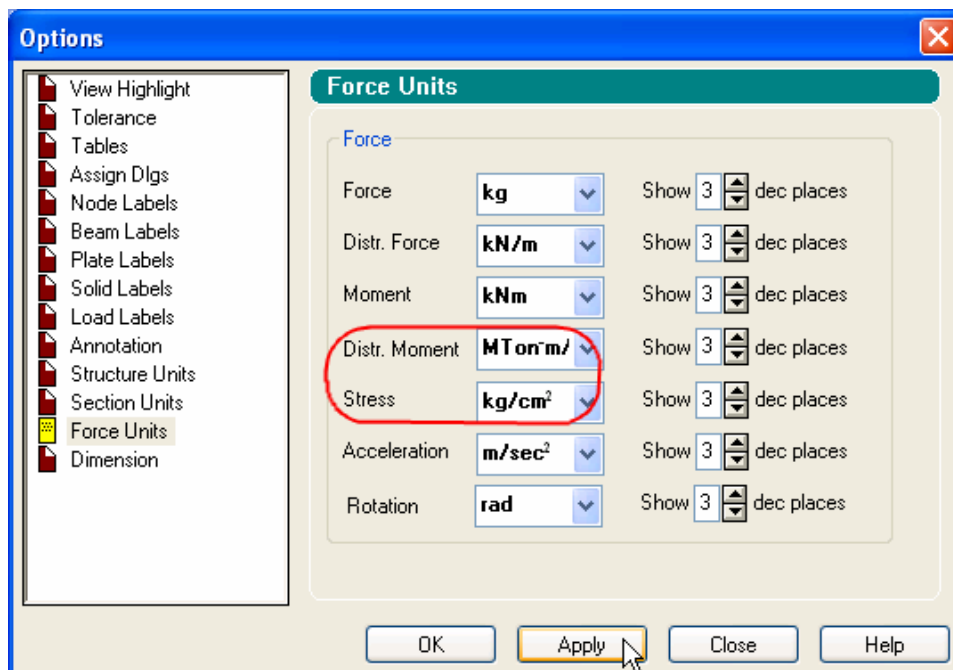 Options
View Highlight
Tolerance
Tables
Assign Dlgs
Node Labels
Beam Labels
Plate Labels
Solid Labels
Load Labels
Annotation
Structure Units
Section Units
Force Units
Dimension
Force Units
Force
Force kg Show 3 dec places
Distr. Force kN/m Show 3 dec places
Moment kNm Show 3 dec places
Distr. Moment MTon-m/ Show 3 dec places
Stress kg/cm² Show 3 dec places
Acceleration m/sec² Show 3 dec places
Rotation rad Show 3 dec places
OK Apply Close Help